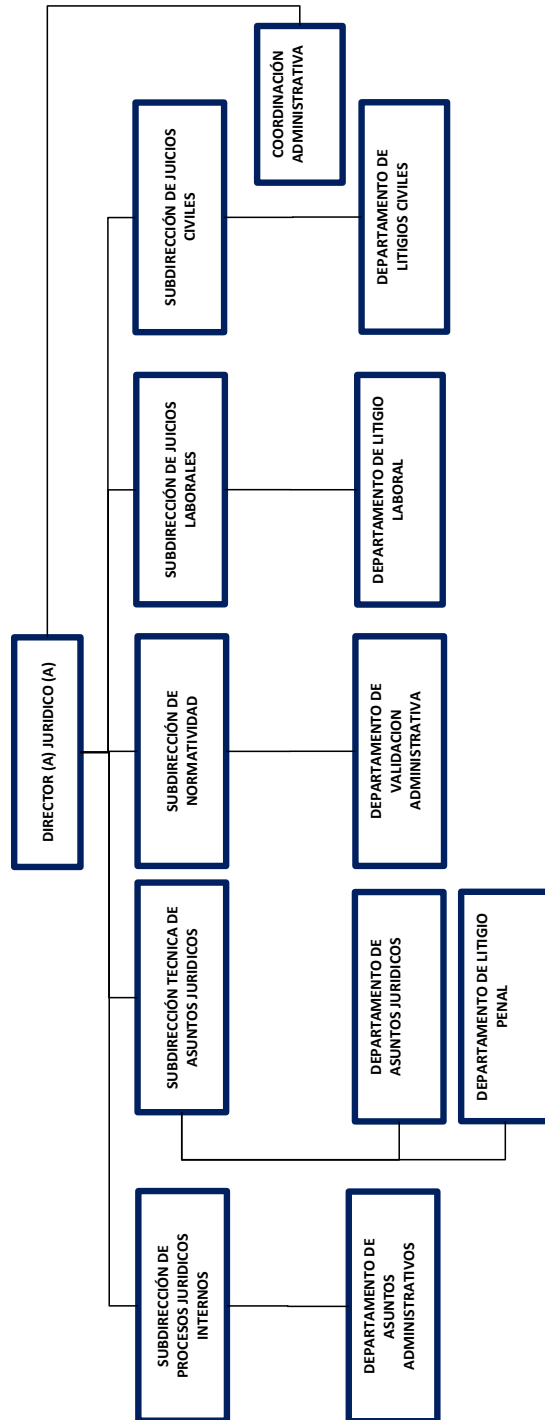 DIRECTOR (A) JURIDICO (A)
SUBDIRECCIÓN DE
PROCESOS JURIDICOS
INTERNOS
SUBDIRECCIÓN TECNICA DE
ASUNTOS JURIDICOS
SUBDIRECCIÓN DE
NORMATIVIDAD
SUBDIRECCIÓN DE JUICIOS
LABORALES
SUBDIRECCIÓN DE JUICIOS
CIVILES
COORDINACIÓN
ADMINISTRATIVA
DEPARTAMENTO DE
ASUNTOS
ADMINISTRATIVOS
DEPARTAMENTO DE
ASUNTOS JURIDICOS
DEPARTAMENTO DE
VALIDACION
ADMINISTRATIVA
DEPARTAMENTO DE LITIGIO
LABORAL
DEPARTAMENTO DE
LITIGIOS CIVILES
DEPARTAMENTO DE LITIGIO
PENAL